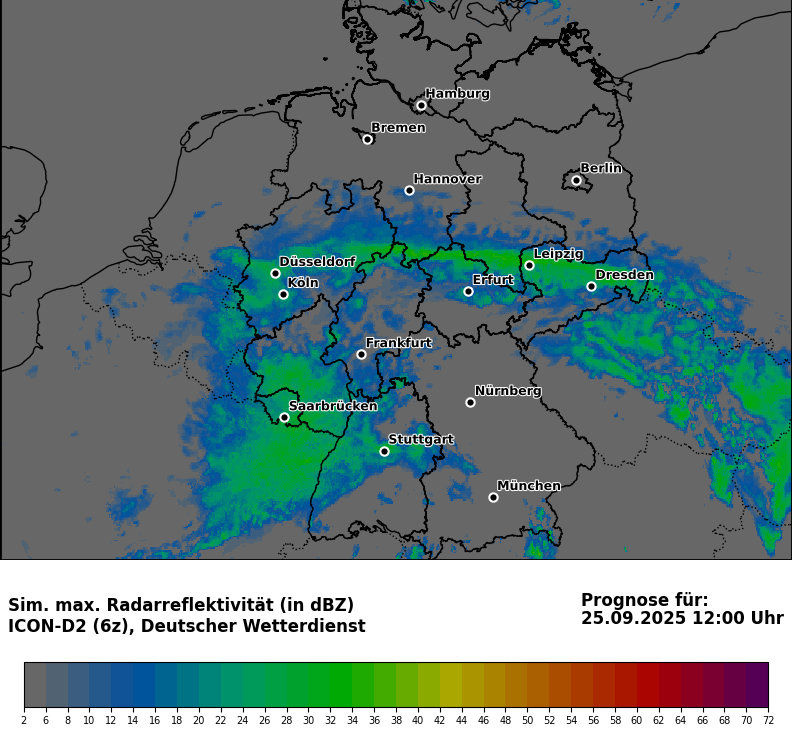 Hamburg
Bremen
Berlin
Hannover
Leipzig
Düsseldorf
Dresden
Köln
Erfurt
Frankfurt
Nürnberg
Saarbrücken
Stuttgart
München
Sim. max. Radarreflektivität (in dBZ)
ICON-D2 (6z), Deutscher Wetterdienst
Prognose für:
25.09.2025 12:00 Uhr
2 6 8 10 12 14 16 18 20 22 24 26 28 30 32 34 36 38 40 42 44 46 48 50 52 54 56 58 60 62 64 66 68 70 72